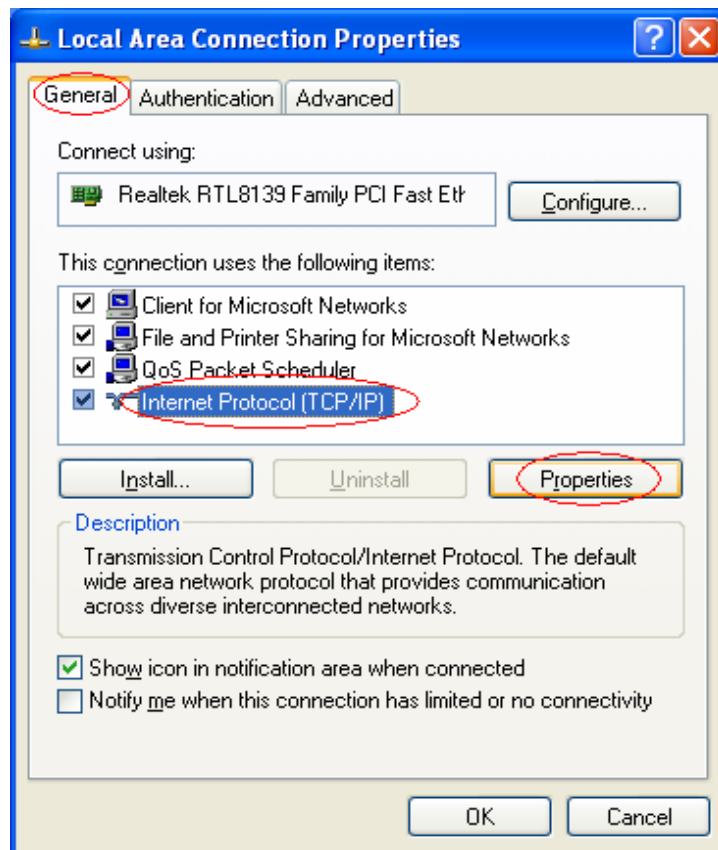 Local Area Connection Properties
General Authentication Advanced
Connect using:
Realtek RTL8139 Family PCI Fast Eth
Configure...
This connection uses the following items:
Client for Microsoft Networks
File and Printer Sharing for Microsoft Networks
QoS Packet Scheduler
Internet Protocol (TCP/IP)
Install... Uninstall Properties
Description
Transmission Control Protocol/Internet Protocol. The default
wide area network protocol that provides communication
across diverse interconnected networks.
Show icon in notification area when connected
Notify me when this connection has limited or no connectivity
OK Cancel